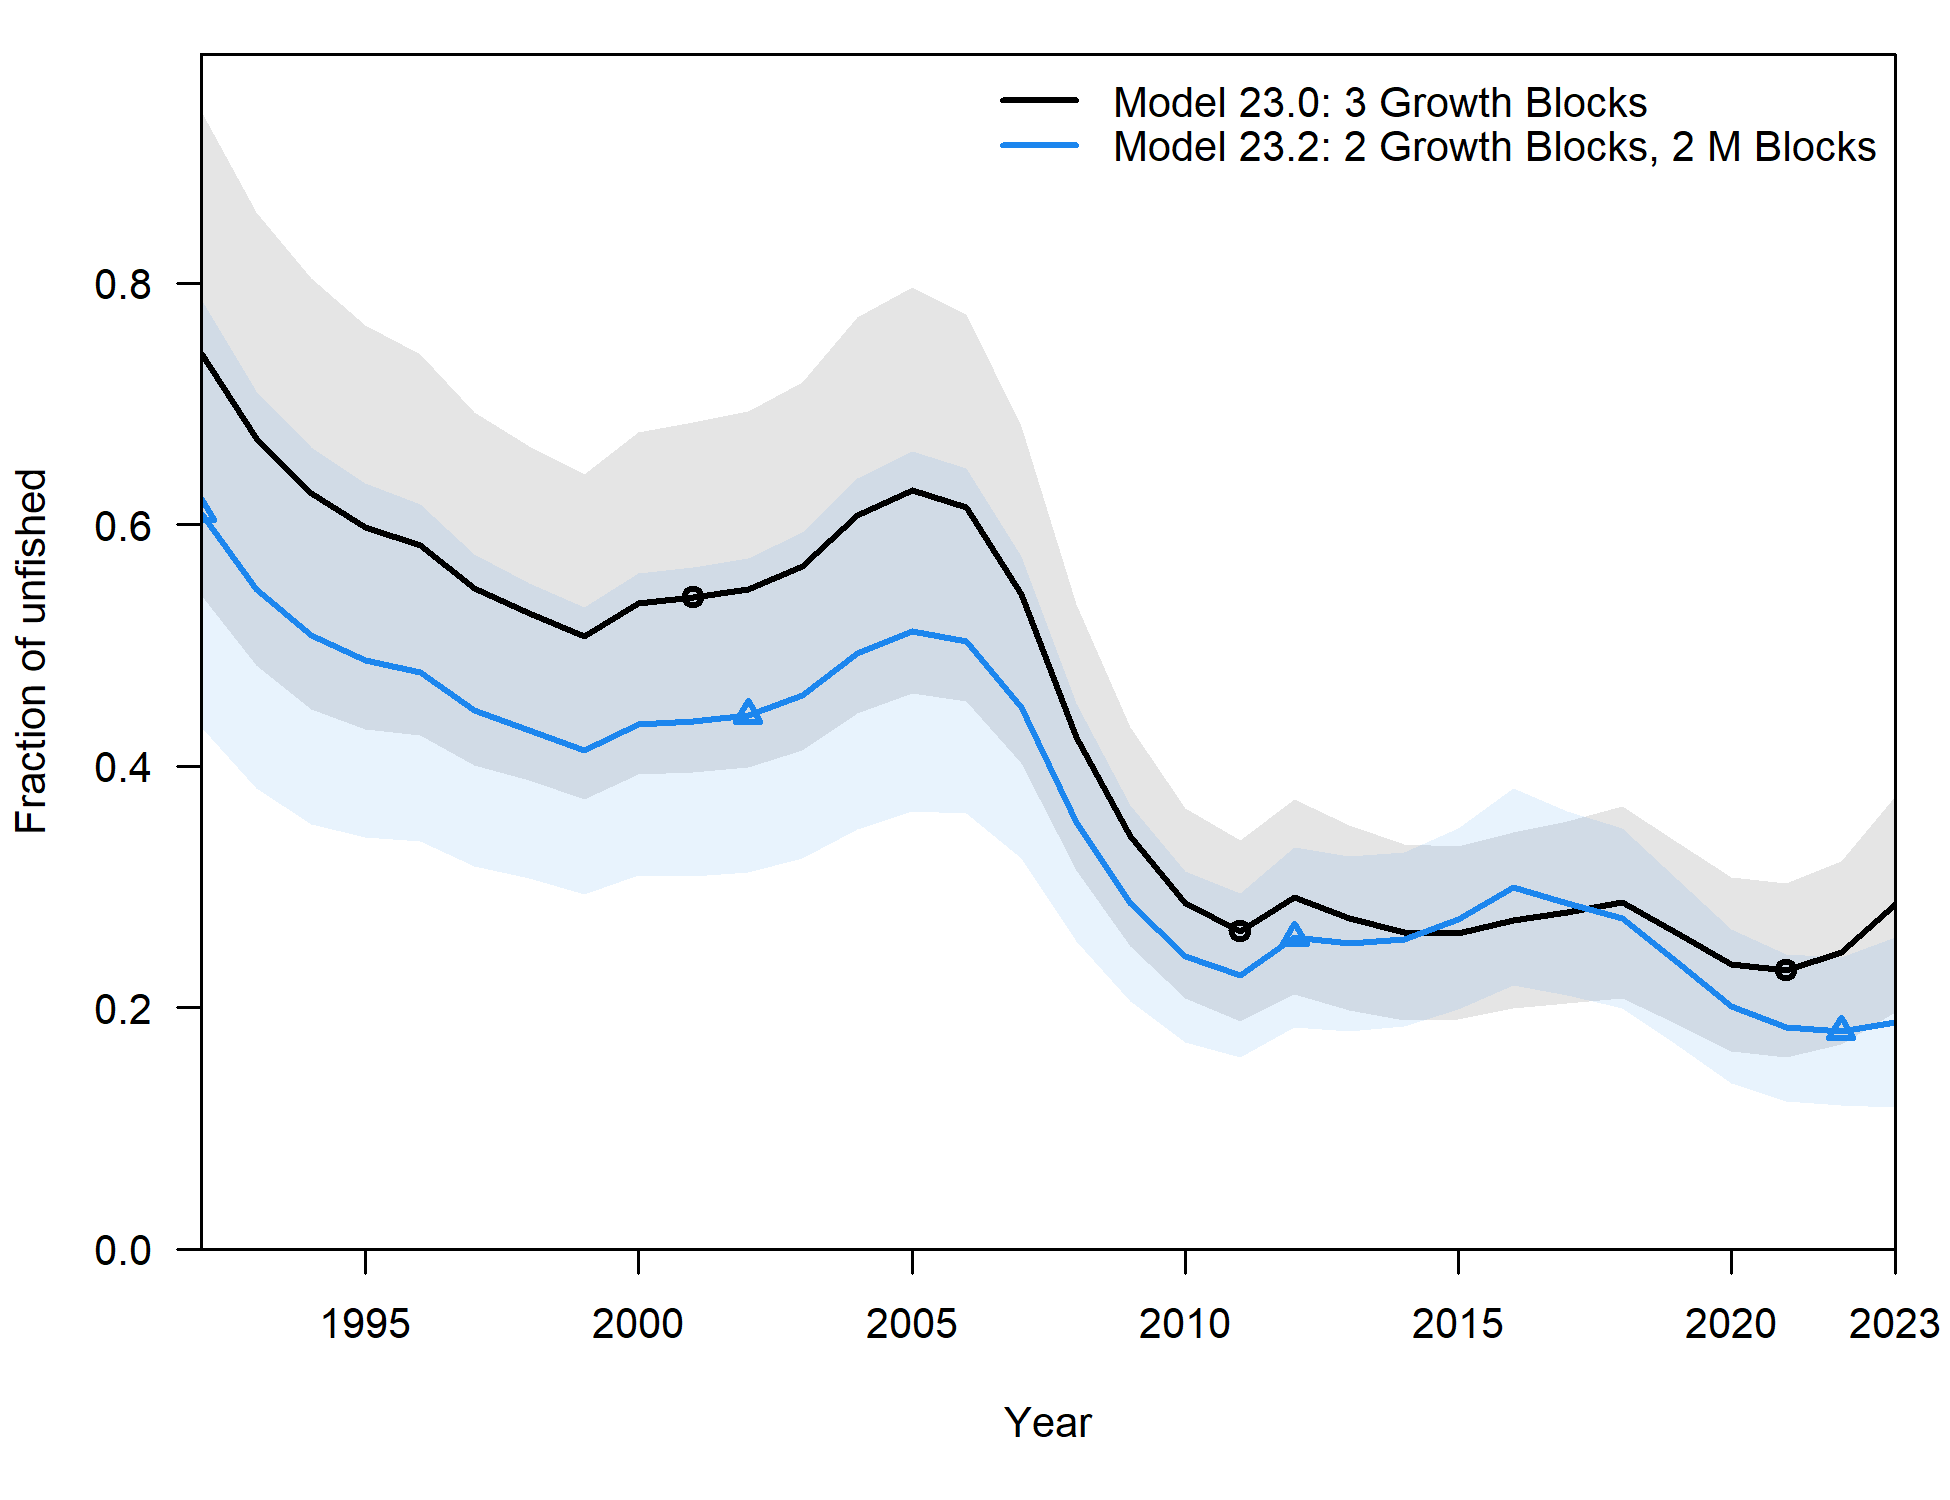 Model 23.0: 3 Growth Blocks
Model 23.2: 2 Growth Blocks, 2 M Blocks
Fraction of unfished
0.8
0.6
0.4
0.2
0.0
1995 2000 2005 2010 2015 2020 2023
Year